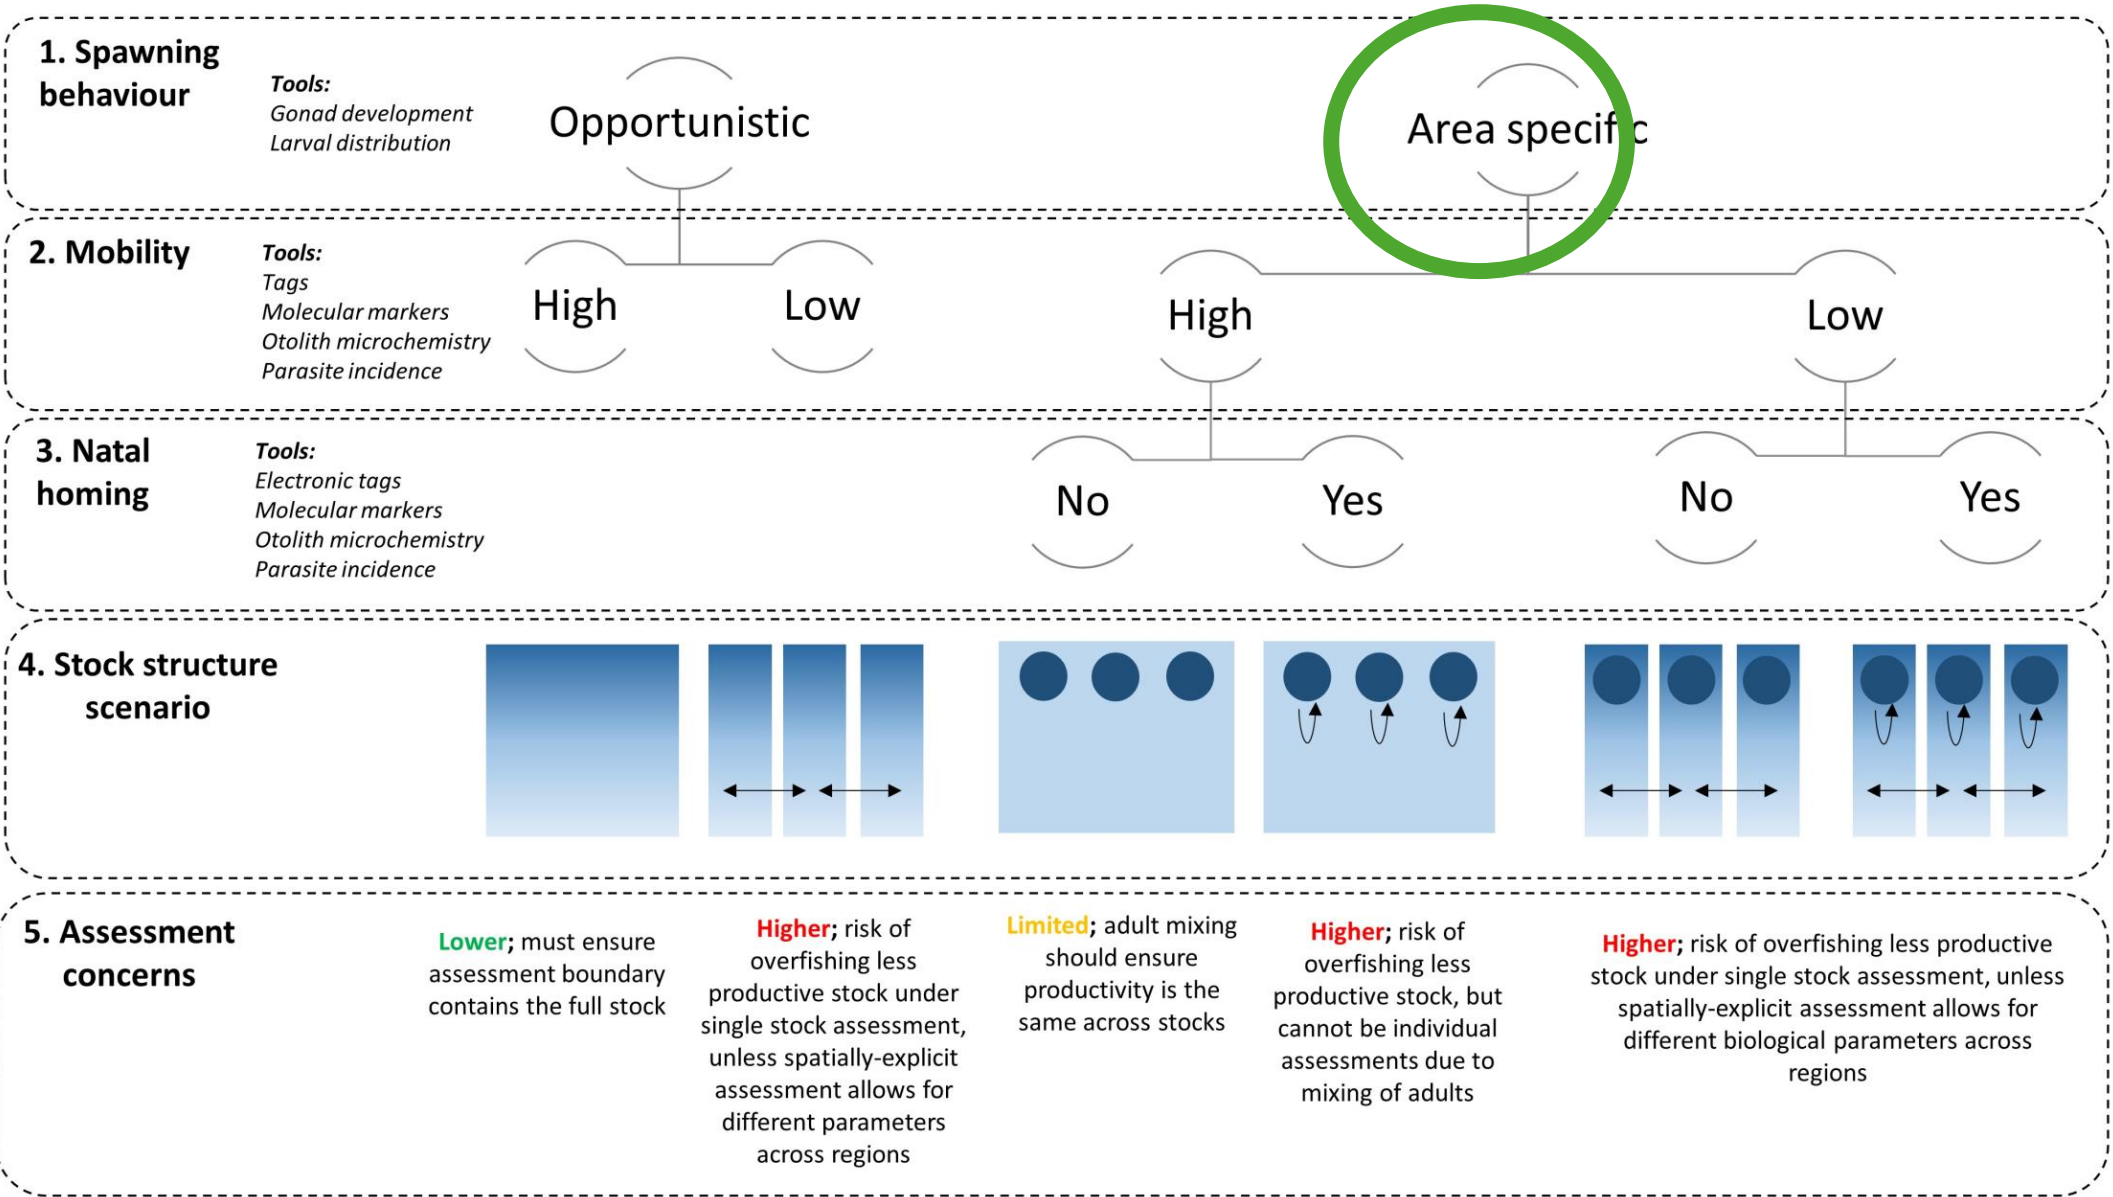 1. Spawning
behaviour
Tools:
Gonad development
Larval distribution
Opportunistic
Area specific
2. Mobility
Tools:
Tags
Molecular markers
Otolith microchemistry
Parasite incidence
High
Low
High
Low
3. Natal
homing
Tools:
Electronic tags
Molecular markers
Otolith microchemistry
Parasite incidence
No
Yes
No
Yes
4. Stock structure
scenario
5. Assessment
concerns
Lower; must ensure
assessment boundary
contains the full stock
Higher; risk of
overfishing less
productive stock under
single stock assessment,
unless spatially-explicit
assessment allows for
different parameters
across regions
Limited; adult mixing
should ensure
productivity is the
same across stocks
Higher; risk of
overfishing less
productive stock, but
cannot be individual
assessments due to
mixing of adults
Higher; risk of overfishing less productive
stock under single stock assessment, unless
spatially-explicit assessment allows for
different biological parameters across
regions